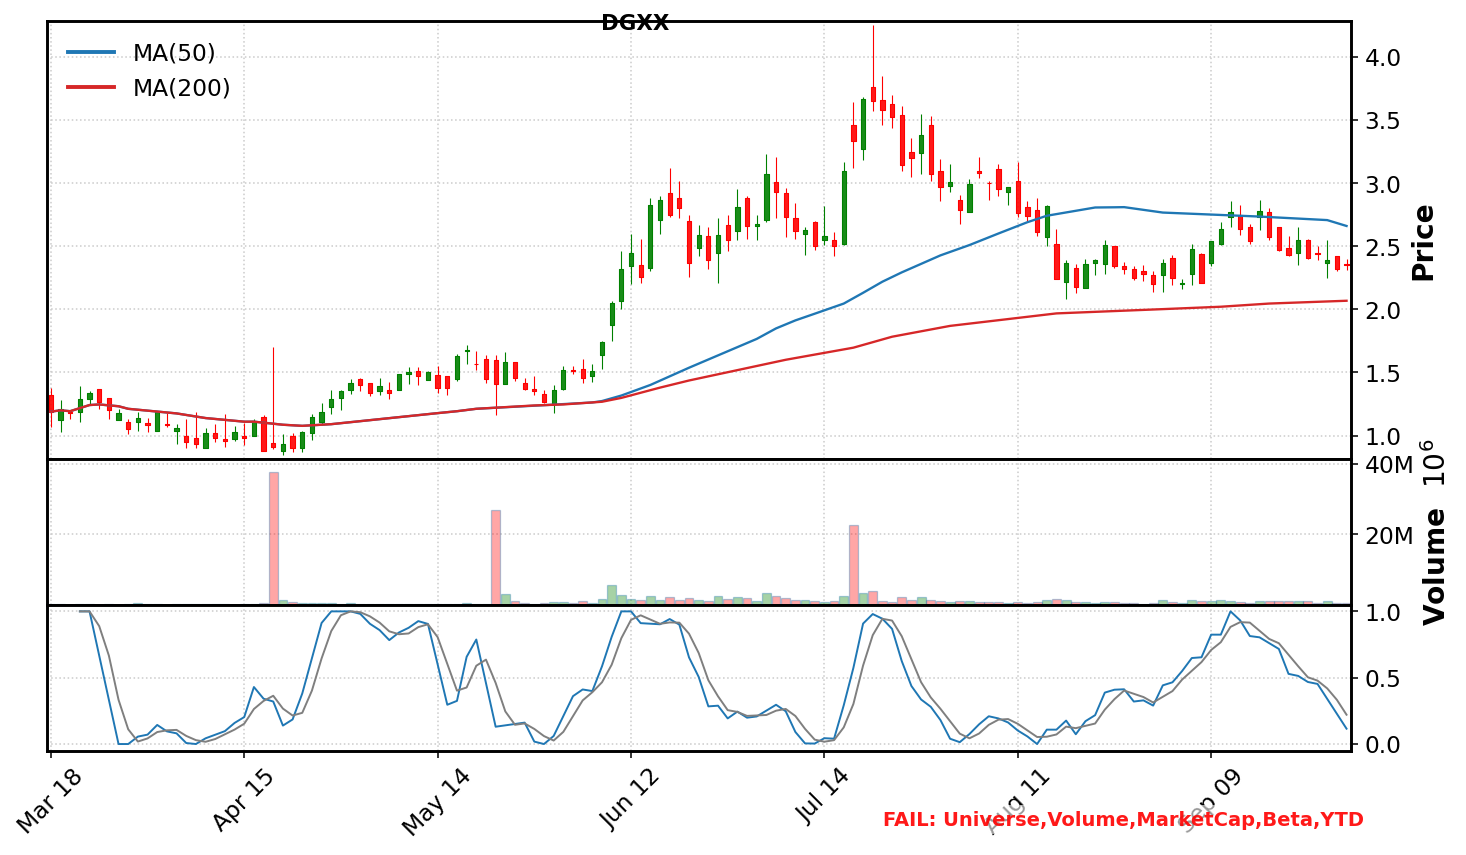 DGXX
MA(50)
MA(200)
4.0
3.5
3.0
2.5
2.0
1.5
1.0
Price
40M
20M
Volume 10^6
1.0
0.5
0.0
Mar 18
Apr 15
May 14
Jun 12
Jul 14
Aug 11
Sep 09
FAIL: Universe,Volume,MarketCap,Beta,YTD